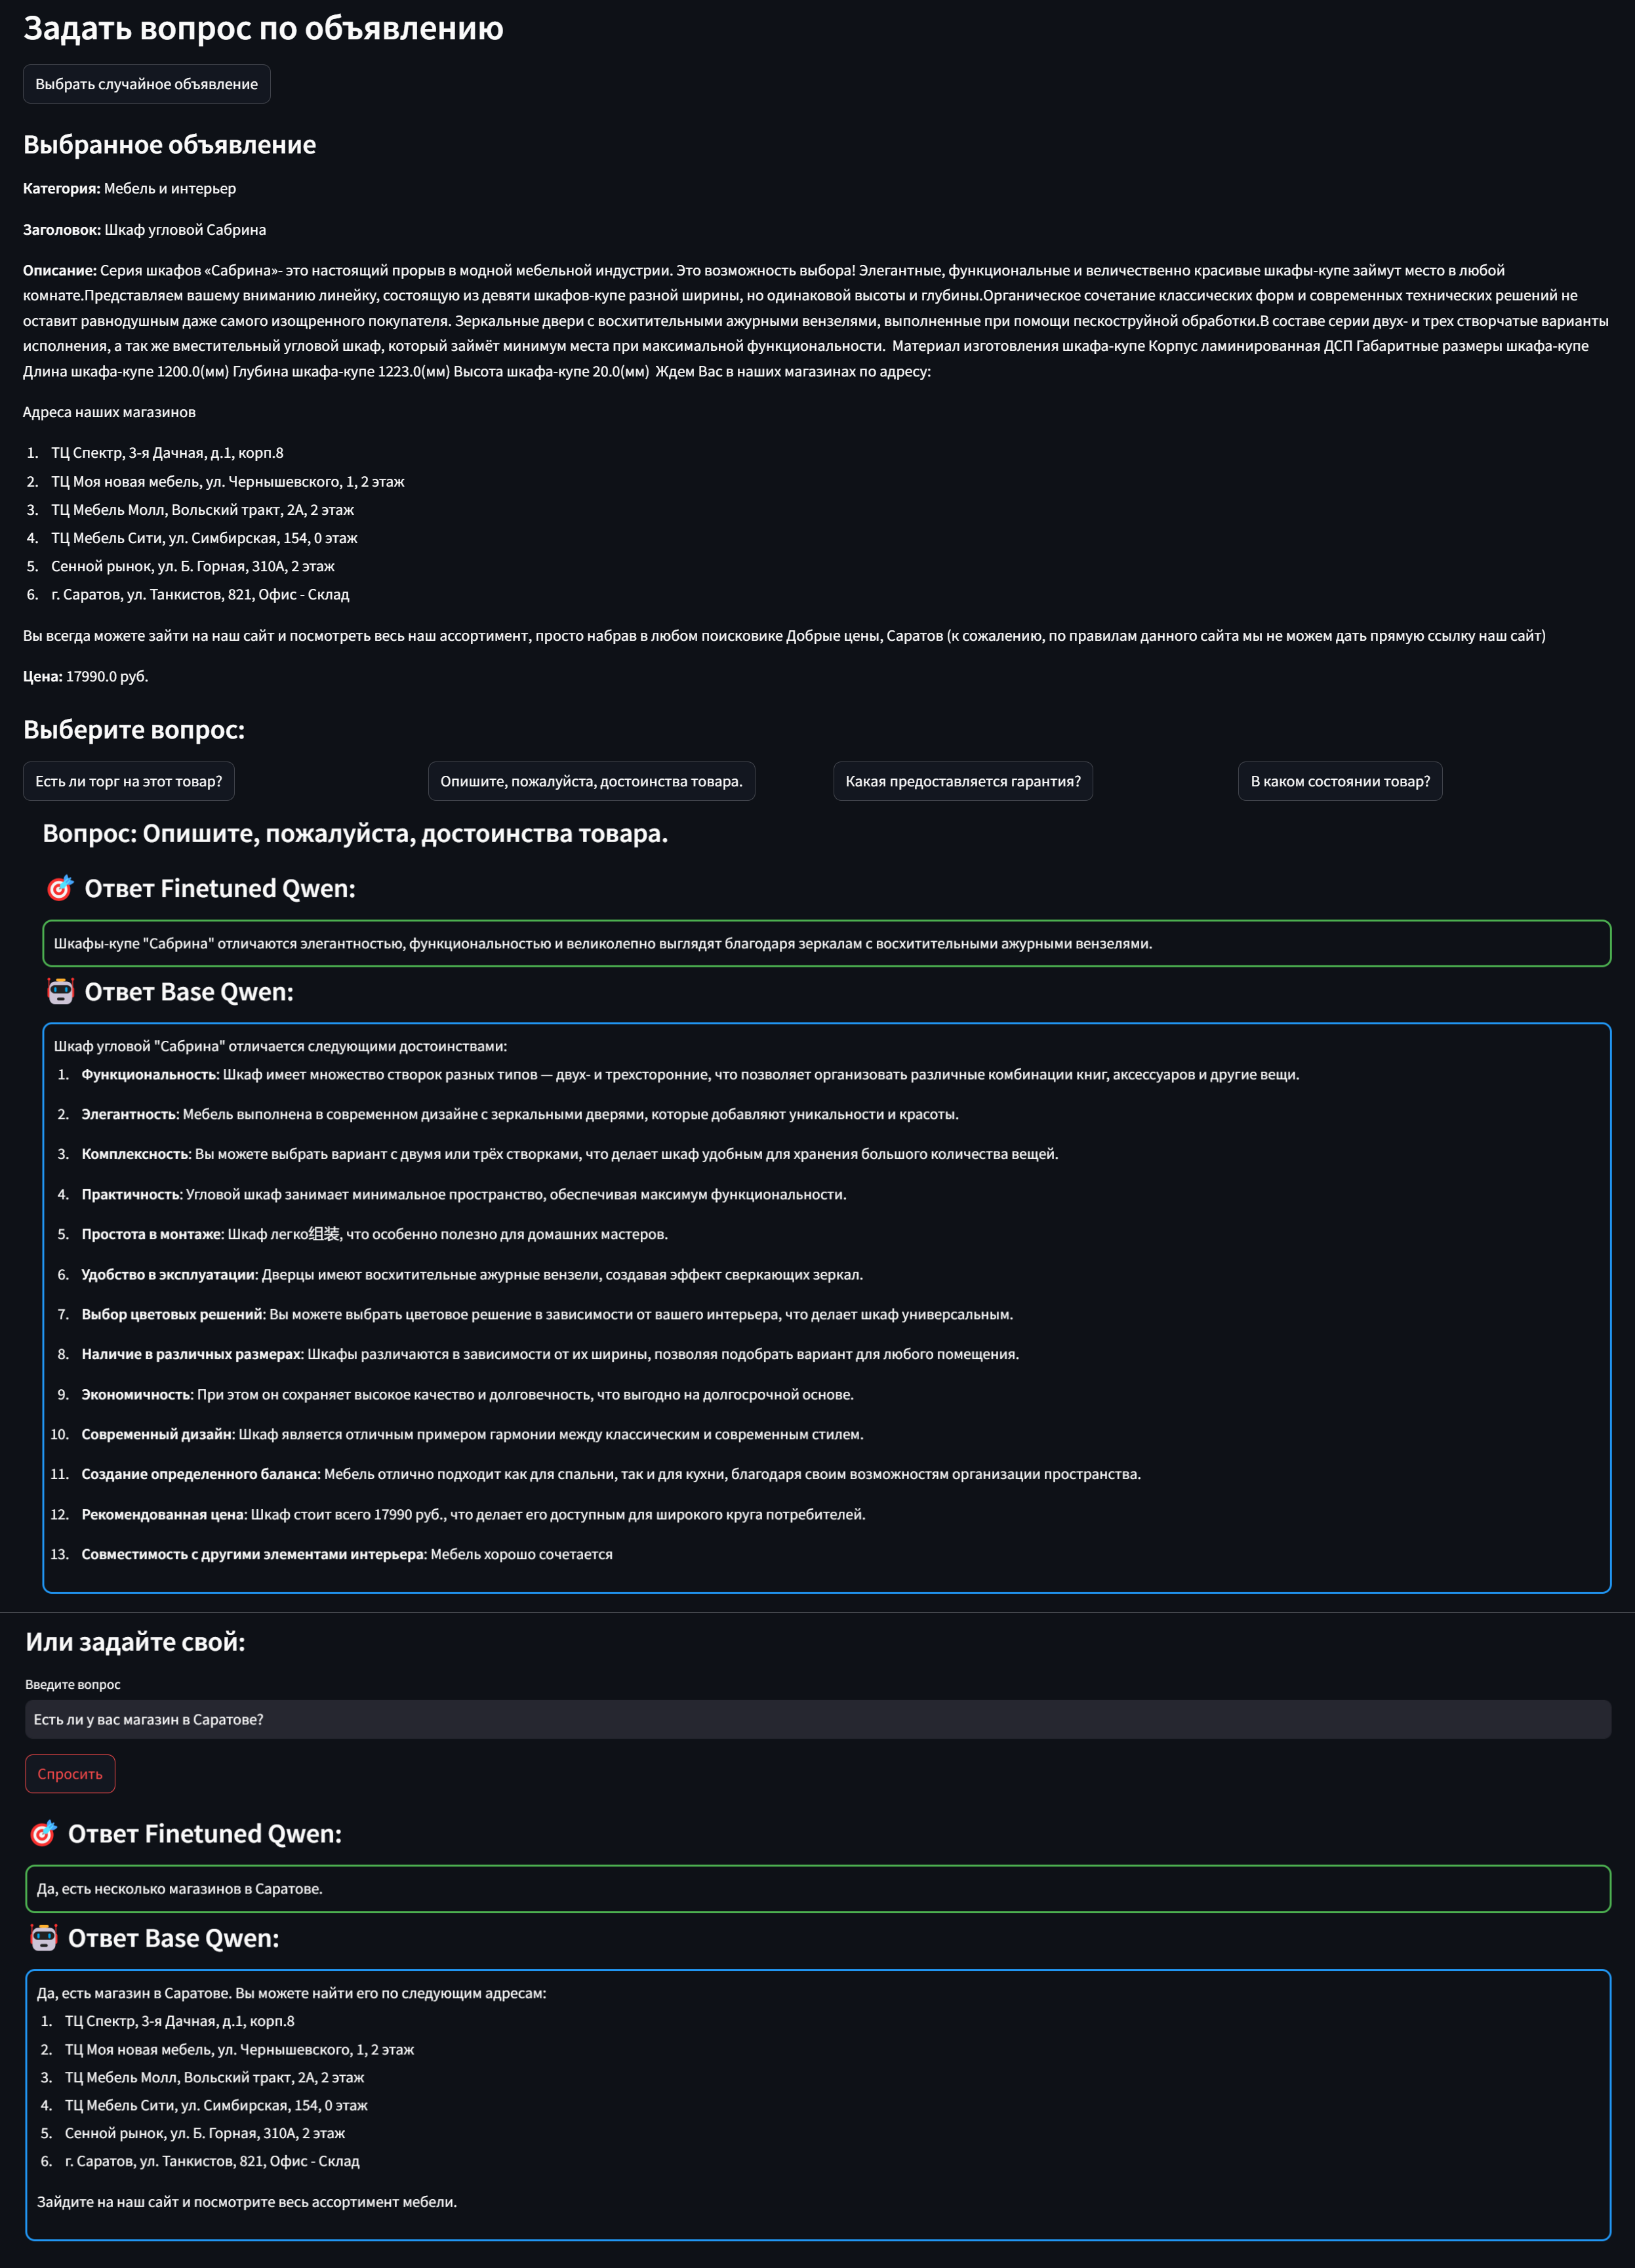 Задать вопрос по объявлению
Выбрать случайное объявление
Выбранное объявление
Категория: Мебель и интерьер
Заголовок: Шкаф угловой Сабрина
Описание: Серия шкафов «Сабрина»- это настоящий прорыв в модной мебельной индустрии. Это возможность выбора! Элегантные, функциональные и величественно красивые шкафы-купе займут место в любой
комнате.Представляем вашему вниманию линейку, состоящую из девяти шкафов-купе разной ширины, но одинаковой высоты и глубины.Органическое сочетание классических форм и современных технических решений не
оставит равнодушным даже самого изощренного покупателя. Зеркальные двери с восхитительными ажурными вензелями, выполненные при помощи пескоструйной обработки.В составе серии двух- и трех створчатые варианты
исполнения, а так же вместительный угловой шкаф, который займёт минимум места при максимальной функциональности. Материал изготовления шкафа-купе Корпус ламинированная ДСП Габаритные размеры шкафа-купе
Длина шкафа-купе 1200.0(мм) Глубина шкафа-купе 1223.0(мм) Высота шкафа-купе 20.0(мм) Ждем Вас в наших магазинах по адресу:
Адреса наших магазинов
1. ТЦ Спектр, 3-я Дачная, д.1, корп.8
2. ТЦ Моя новая мебель, ул. Чернышевского, 1, 2 этаж
3. ТЦ Мебель Молл, Вольский тракт, 2А, 2 этаж
4. ТЦ Мебель Сити, ул. Симбирская, 154, 0 этаж
5. Сенной рынок, ул. Б. Горная, 310А, 2 этаж
6. г. Саратов, ул. Танкистов, 821, Офис - Склад
Вы всегда можете зайти на наш сайт и посмотреть весь наш ассортимент, просто набрав в любом поисковике Добрые цены, Саратов (к сожалению, по правилам данного сайта мы не можем дать прямую ссылку наш сайт)
Цена: 17990.0 руб.
Выберите вопрос:
Есть ли торг на этот товар?
Опишите, пожалуйста, достоинства товара.
Какая предоставляется гарантия?
В каком состоянии товар?
Вопрос: Опишите, пожалуйста, достоинства товара.
Ответ Finetuned Qwen:
Шкафы-купе "Сабрина" отличаются элегантностью, функциональностью и великолепно выглядят благодаря зеркалам с восхитительными ажурными вензелями.
Ответ Base Qwen:
Шкаф угловой "Сабрина" отличается следующими достоинствами:
1. Функциональность: Шкаф имеет множество створок разных типов — двух- и трехсторонние, что позволяет организовать различные комбинации книг, аксессуаров и другие вещи.
2. Элегантность: Мебель выполнена в современном дизайне с зеркальными дверями, которые добавляют уникальности и красоты.
3. Комплексность: Вы можете выбрать вариант с двумя или трёх створками, что делает шкаф удобным для хранения большого количества вещей.
4. Практичность: Угловой шкаф занимает минимальное пространство, обеспечивая максимум функциональности.
5. Простота в монтаже: Шкаф легко组装, что особенно полезно для домашних мастеров.
6. Удобство в эксплуатации: Дверцы имеют восхитительные ажурные вензели, создавая эффект сверкающих зеркал.
7. Выбор цветовых решений: Вы можете выбрать цветовое решение в зависимости от вашего интерьера, что делает шкаф универсальным.
8. Наличие в различных размерах: Шкафы различаются в зависимости от их ширины, позволяя подобрать вариант для любого помещения.
9. Экономичность: При этом он сохраняет высокое качество и долговечность, что выгодно на долгосрочной основе.
10. Современный дизайн: Шкаф является отличным примером гармонии между классическим и современным стилем.
11. Создание определенного баланса: Мебель отлично подходит как для спальни, так и для кухни, благодаря своим возможностям организации пространства.
12. Рекомендованная цена: Шкаф стоит всего 17990 руб., что делает его доступным для широкого круга потребителей.
13. Совместимость с другими элементами интерьера: Мебель хорошо сочетается
Или задайте свой:
Введите вопрос
Есть ли у вас магазин в Саратове?
Спросить
Ответ Finetuned Qwen:
Да, есть несколько магазинов в Саратове.
Ответ Base Qwen:
Да, есть магазин в Саратове. Вы можете найти его по следующим адресам:
1. ТЦ Спектр, 3-я Дачная, д.1, корп.8
2. ТЦ Моя новая мебель, ул. Чернышевского, 1, 2 этаж
3. ТЦ Мебель Молл, Вольский тракт, 2А, 2 этаж
4. ТЦ Мебель Сити, ул. Симбирская, 154, 0 этаж
5. Сенной рынок, ул. Б. Горная, 310А, 2 этаж
6. г. Саратов, ул. Танкистов, 821, Офис - Склад
Зайдите на наш сайт и посмотрите весь ассортимент мебели.